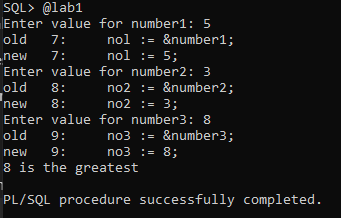 SQL> @lab1
Enter value for number1: 5
old   7:      no1 := &number1;
new   7:      no1 := 5;
Enter value for number2: 3
old   8:      no2 := &number2;
new   8:      no2 := 3;
Enter value for number3: 8
old   9:      no3 := &number3;
new   9:      no3 := 8;
8 is the greatest

PL/SQL procedure successfully completed.